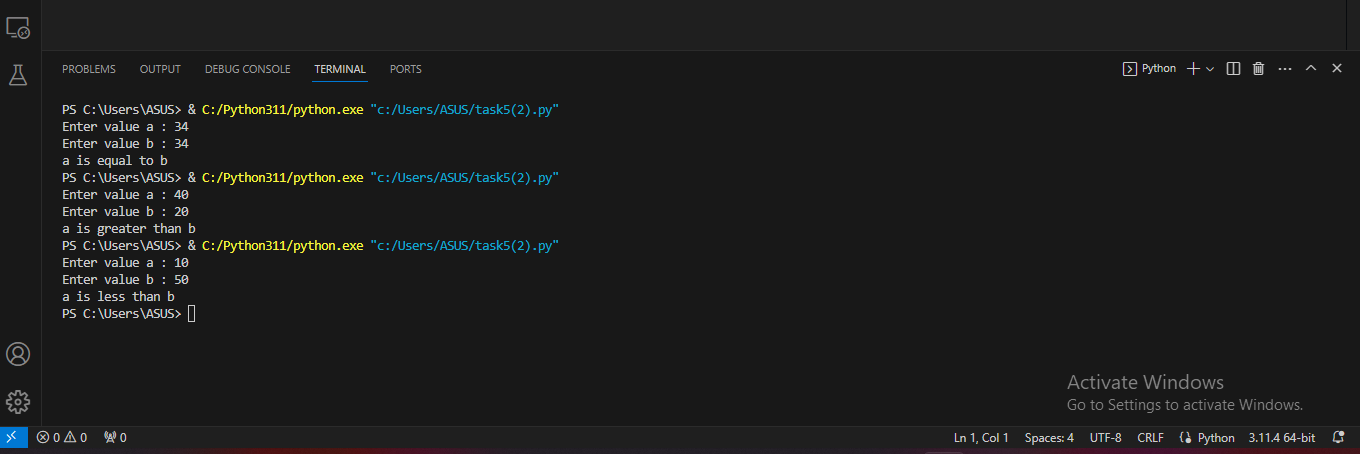 PROBLEMS OUTPUT DEBUG CONSOLE TERMINAL PORTS Python
PS C:\Users\ASUS> & C:/Python311/python.exe "c:/Users/ASUS/task5(2).py"
Enter value a : 34
Enter value b : 34
a is equal to b
PS C:\Users\ASUS> & C:/Python311/python.exe "c:/Users/ASUS/task5(2).py"
Enter value a : 40
Enter value b : 20
a is greater than b
PS C:\Users\ASUS> & C:/Python311/python.exe "c:/Users/ASUS/task5(2).py"
Enter value a : 10
Enter value b : 50
a is less than b
PS C:\Users\ASUS>
Activate Windows
Go to Settings to activate Windows.
0 0 0 Ln 1, Col 1 Spaces: 4 UTF-8 CRLF Python 3.11.4 64-bit